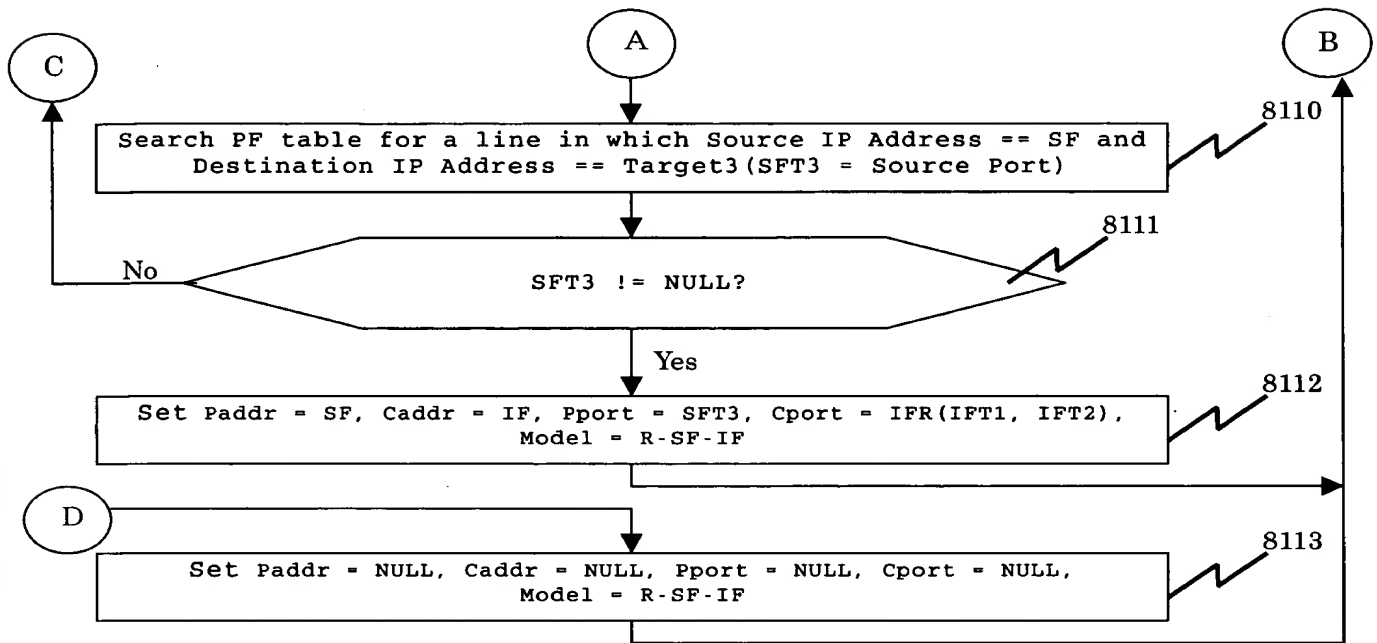 C
A
B
8110
Search PF table for a line in which Source IP Address == SF and
Destination IP Address == Target3(SFT3 = Source Port)
8111
No
SFT3 != NULL?
Yes
8112
Set Paddr = SF, Caddr = IF, Pport = SFT3, Cport = IFR(IFT1, IFT2),
Model = R-SF-IF
D
8113
Set Paddr = NULL, Caddr = NULL, Pport = NULL, Cport = NULL,
Model = R-SF-IF